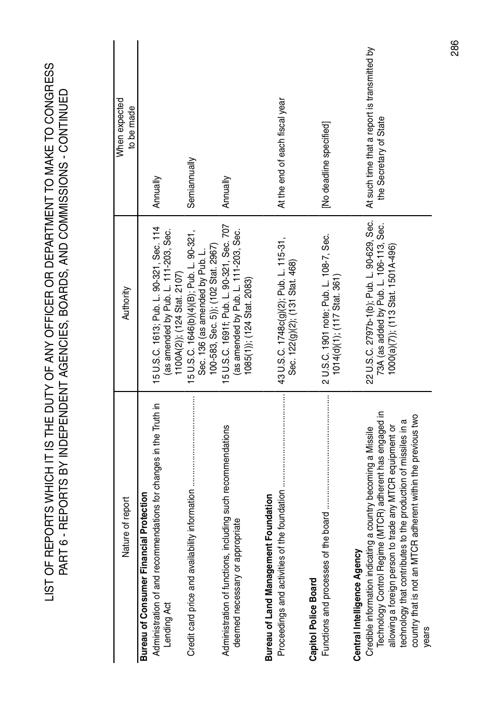 LIST OF REPORTS WHICH IT IS THE DUTY OF ANY OFFICER OR DEPARTMENT TO MAKE TO CONGRESS
PART 6 - REPORTS BY INDEPENDENT AGENCIES, BOARDS, AND COMMISSIONS - CONTINUED
Nature of report
Authority
When expected
to be made
Bureau of Consumer Financial Protection
Administration of and recommendations for changes in the Truth in
Lending Act
15 U.S.C. 1613; Pub. L. 90-321, Sec. 114
(as amended by Pub. L. 111-203, Sec.
1100A(2)); (124 Stat. 2107)
Annually
Credit card price and availability information
15 U.S.C. 1646(b)(4)(B); Pub. L. 90-321,
Sec. 136 (as amended by Pub. L.
100-583, Sec. 5)); (102 Stat. 2967)
Semiannually
Administration of functions, including such recommendations
deemed necessary or appropriate
15 U.S.C. 1691f; Pub. L. 90-321, Sec. 707
(as amended by Pub. L. 111-203, Sec.
1085(1)); (124 Stat. 2083)
Annually
Bureau of Land Management Foundation
Proceedings and activities of the foundation
43 U.S.C. 1748c(g)(2); Pub. L. 115-31,
Sec. 122(g)(2); (131 Stat. 468)
At the end of each fiscal year
Capitol Police Board
Functions and processes of the board
2 U.S.C. 1901 note; Pub. L. 108-7, Sec.
1014(d)(1); (117 Stat. 361)
[No deadline specified]
Central Intelligence Agency
Credible information indicating a country becoming a Missile
Technology Control Regime (MTCR) adherent has engaged in
allowing a foreign person to trade any MTCR equipment or
technology that contributes to the production of missiles in a
country that is not an MTCR adherent within the previous two
years
22 U.S.C. 2797b-1(b); Pub. L. 90-629, Sec.
73A (as added by Pub. L. 106-113, Sec.
1000(a)(7)); (113 Stat. 1501A-496)
At such time that a report is transmitted by
the Secretary of State
286